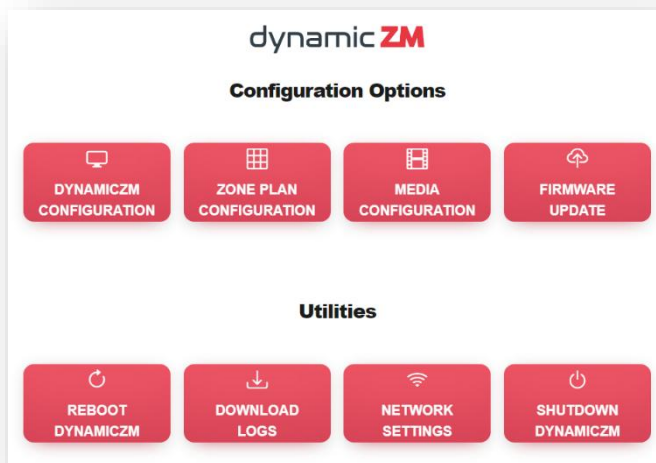 dynamic ZM
Configuration Options
DYNAMICZM
CONFIGURATION
ZONE PLAN
CONFIGURATION
MEDIA
CONFIGURATION
FIRMWARE
UPDATE
Utilities
REBOOT
DYNAMICZM
DOWNLOAD
LOGS
NETWORK
SETTINGS
SHUTDOWN
DYNAMICZM